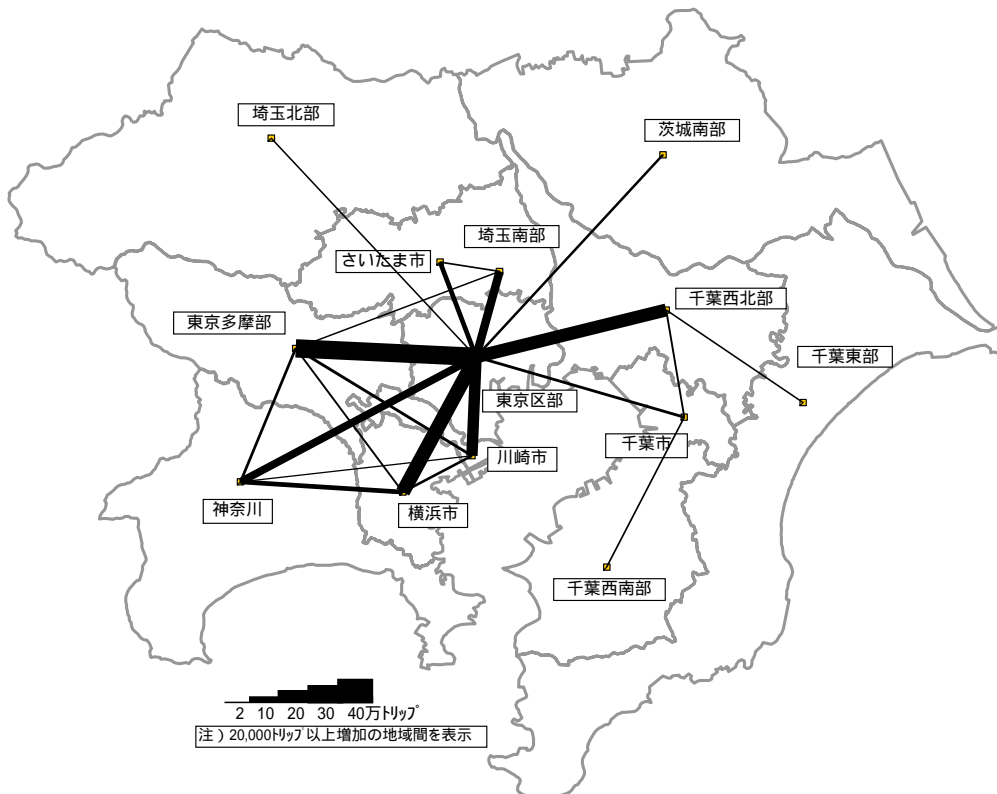 埼玉北部
茨城南部
埼玉南部
さいたま市
千葉西北部
東京多摩部
千葉東部
東京区部
千葉市
川崎市
神奈川
横浜市
千葉西南部
2 10 20 30 40万ﾄﾘｯﾌﾟ
注）20,000ﾄﾘｯﾌﾟ以上増加の地域間を表示